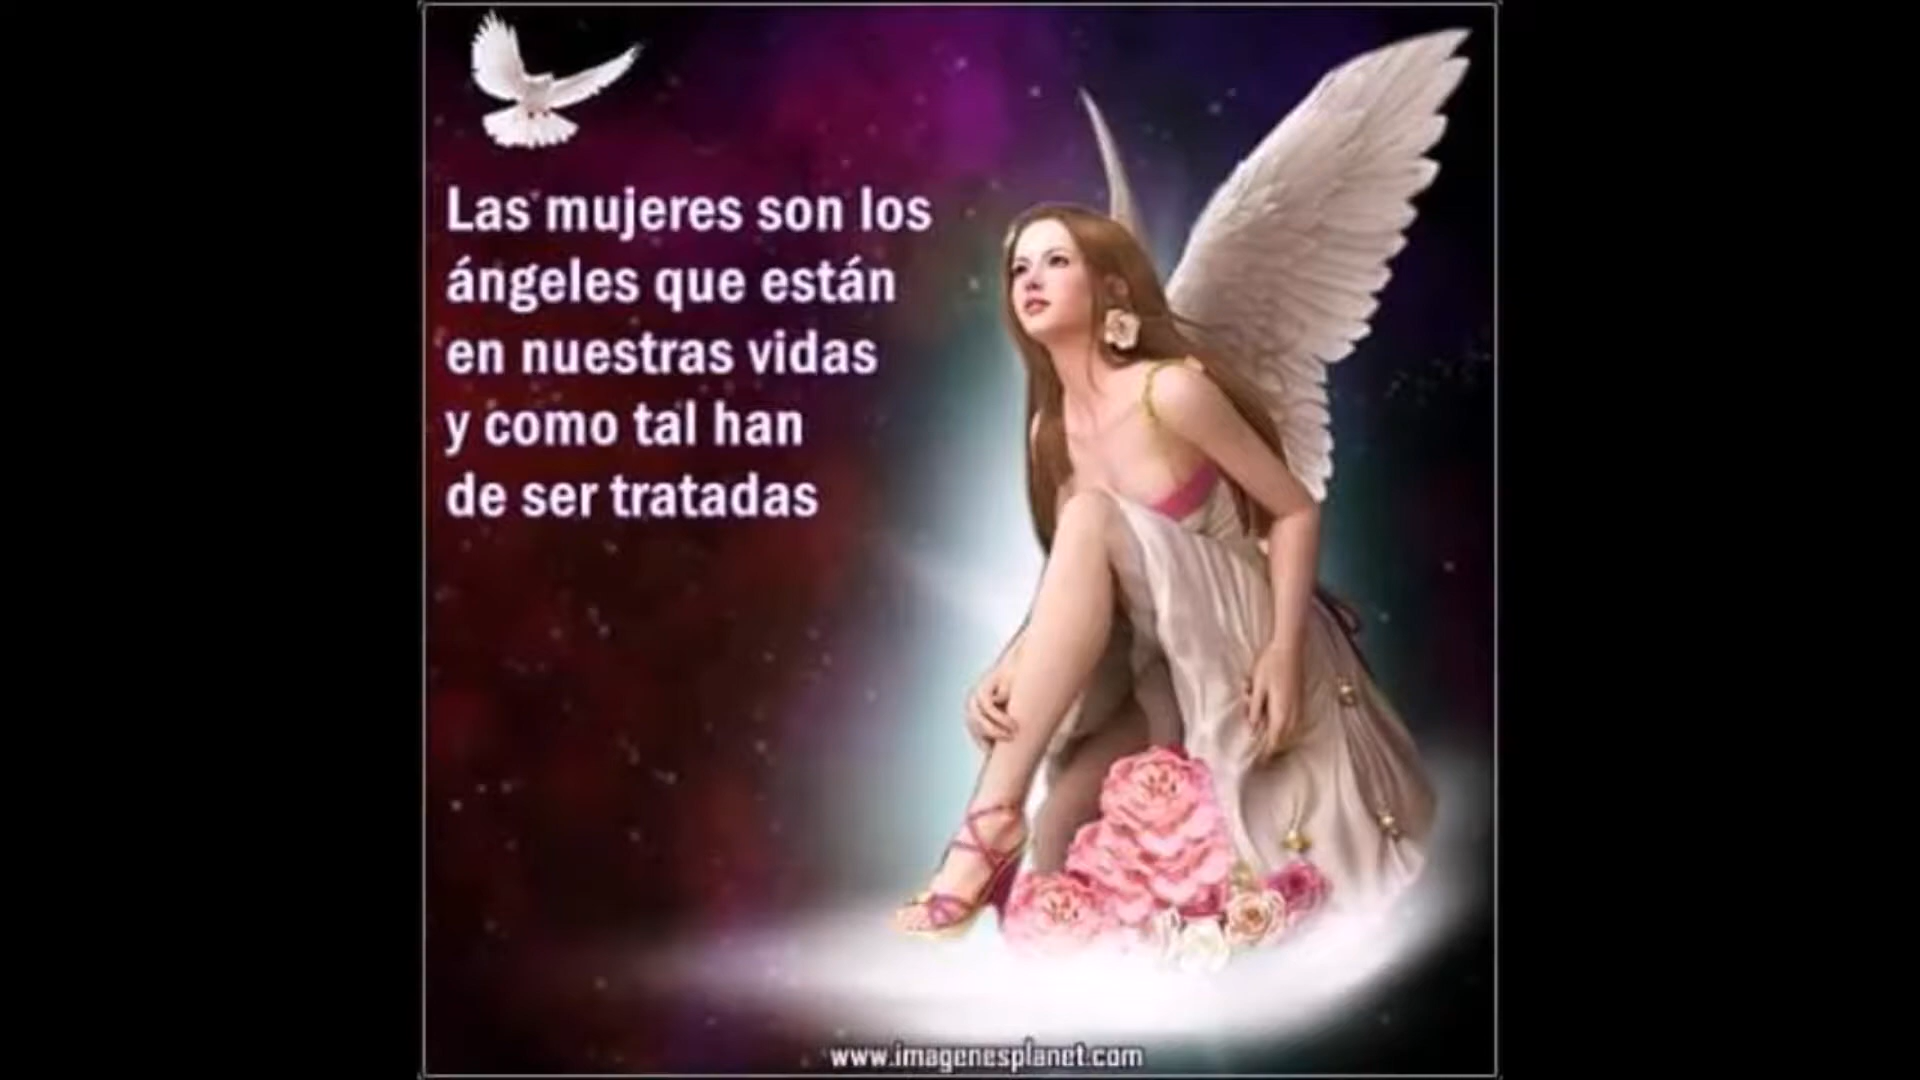 Las mujeres son los
ángeles que están
en nuestras vidas
y como tal han
de ser tratadas
www.imagenesplanet.com